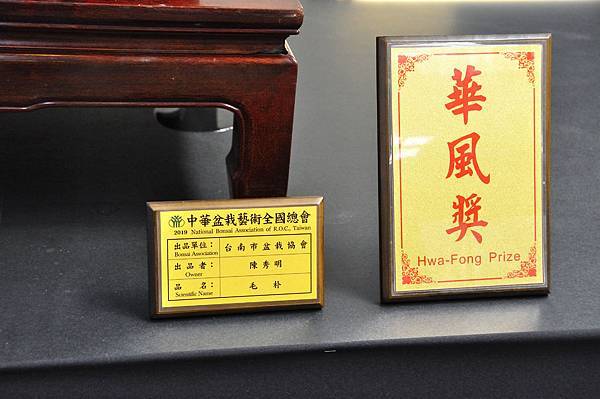 中華盆栽藝術全國總會
2019 National Bonsai Association of R.O.C., Taiwan
出品單位： 台南市盆栽協會
Bonsai Association
出品者： 陳秀明
Owner
品名： 毛朴
Scientific Name
華風獎
Hwa-Fong Prize